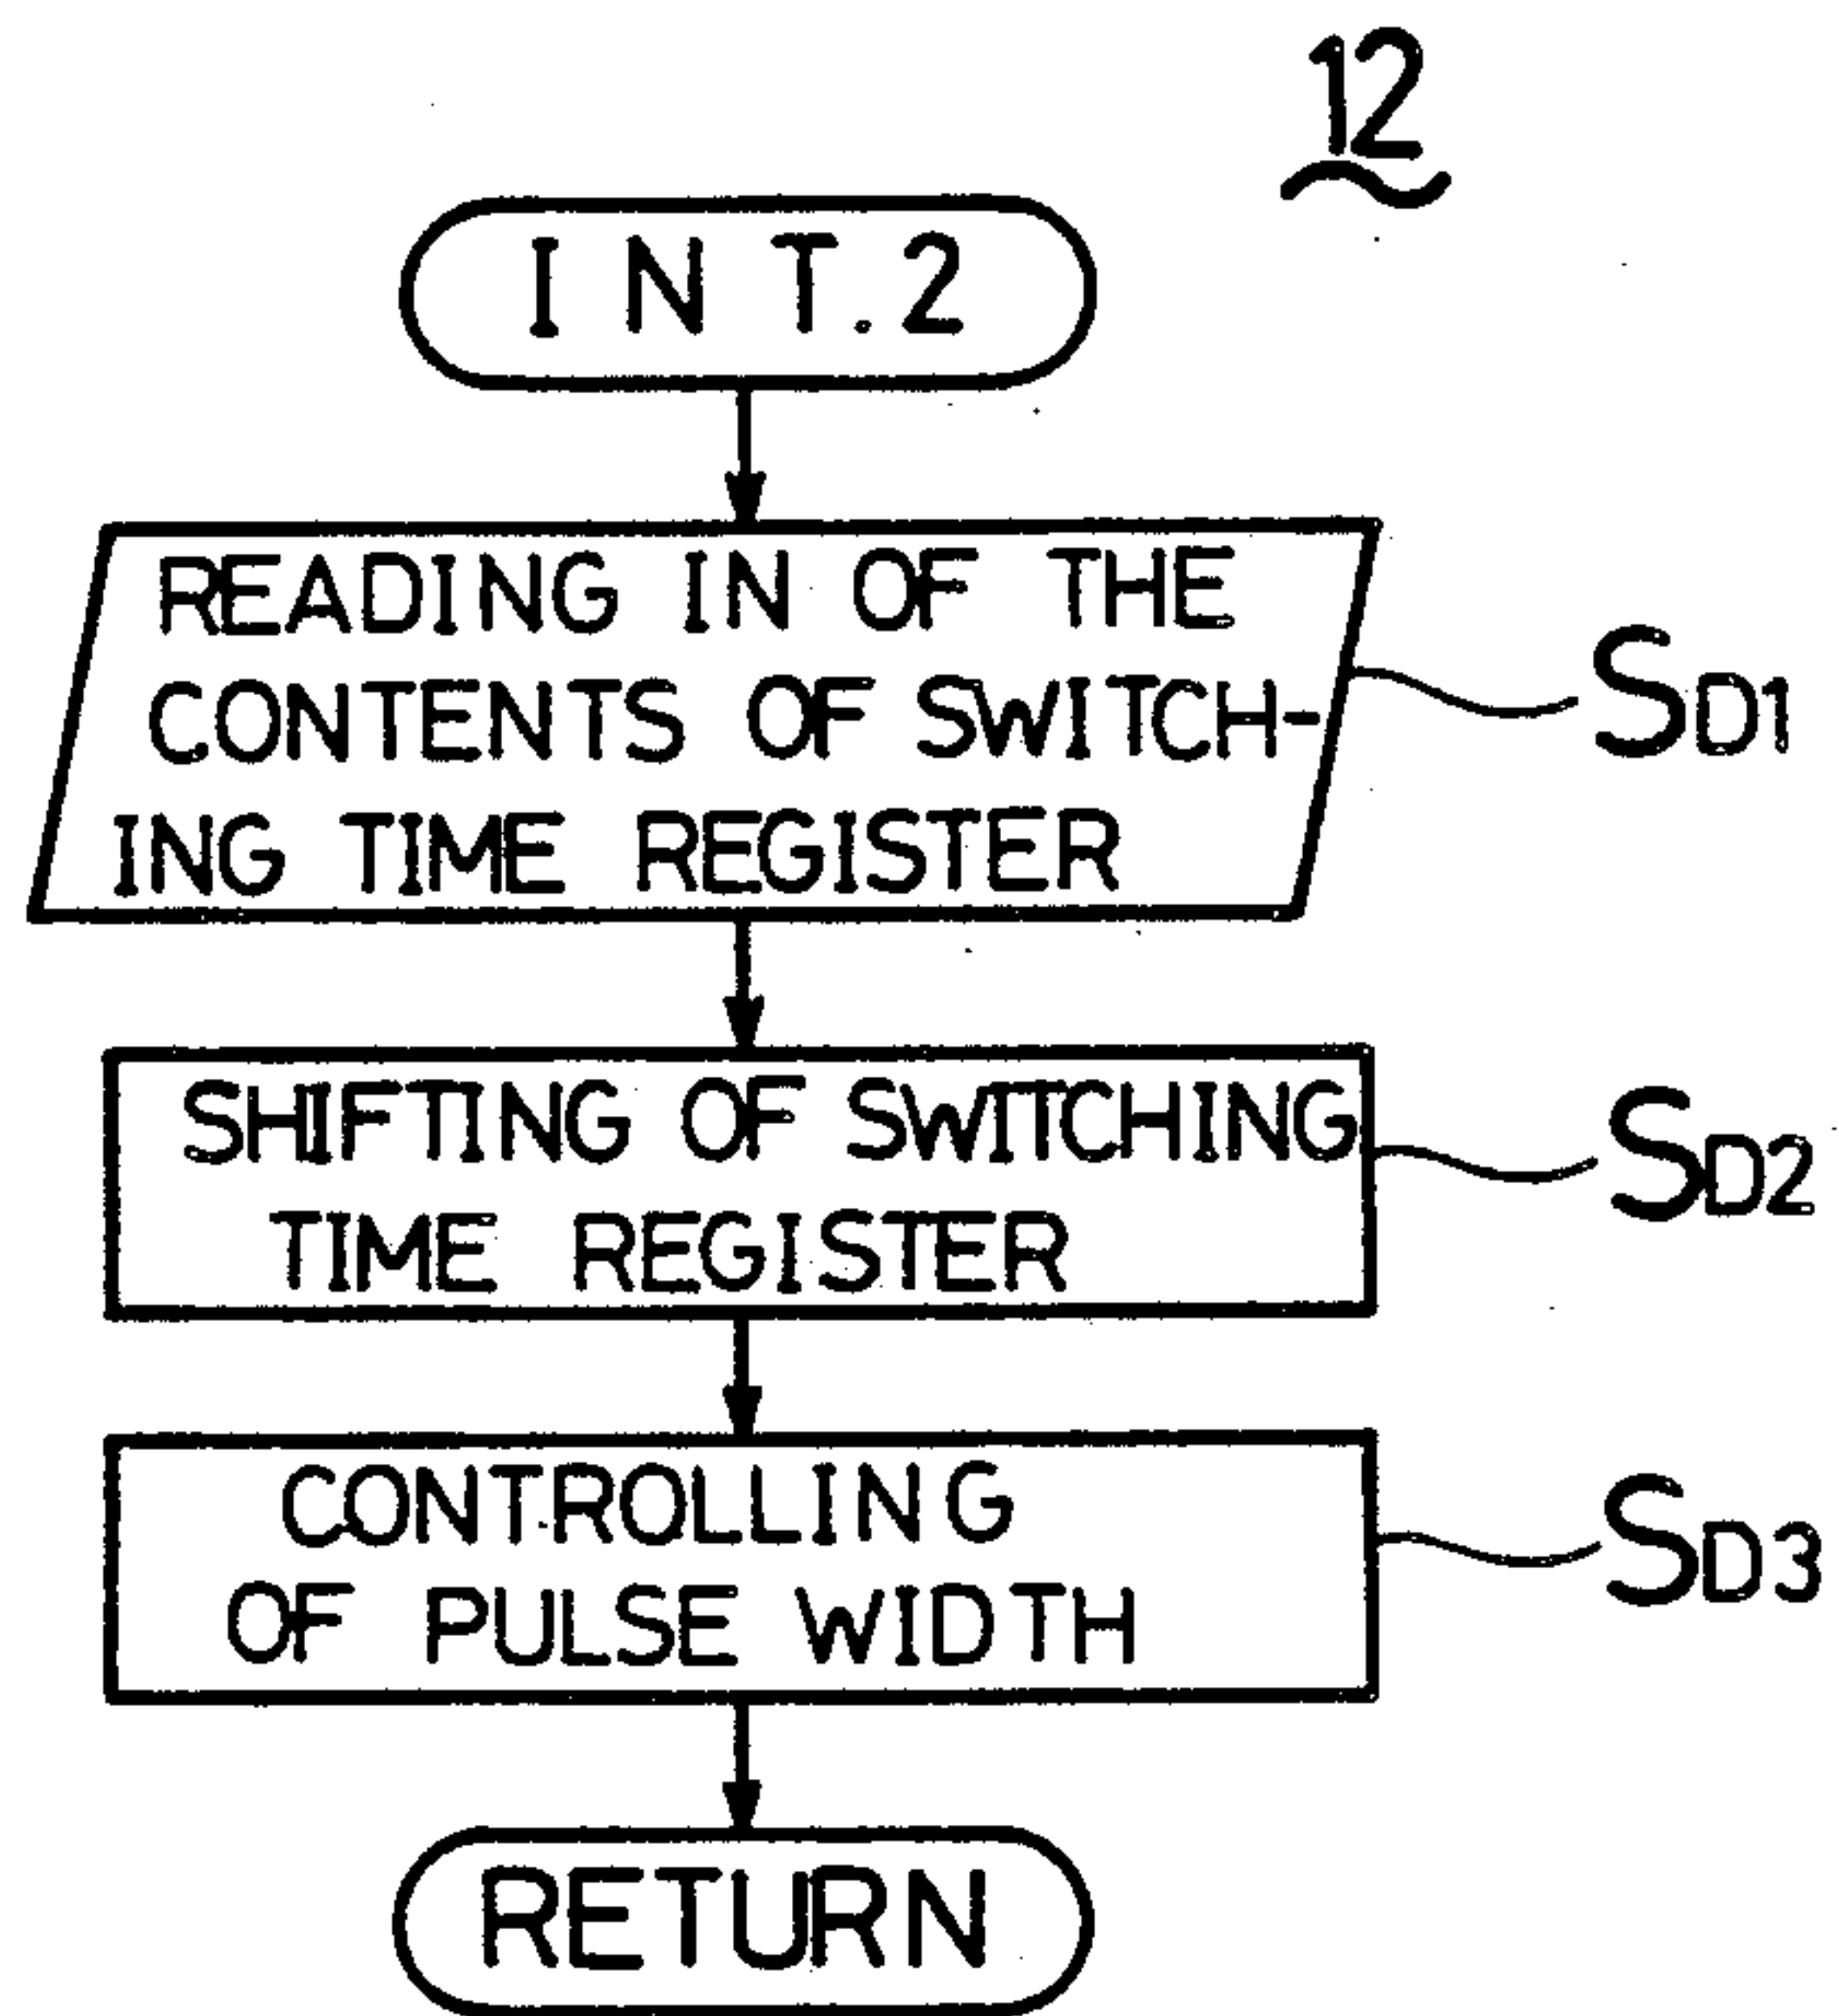 12
INT.2
READING IN OF THE
CONTENTS OF SWITCH-
ING TIME REGISTER
SD1
SHIFTING OF SWITCHING
TIME REGISTER
SD2
CONTROLLING
OF PULSE WIDTH
SD3
RETURN